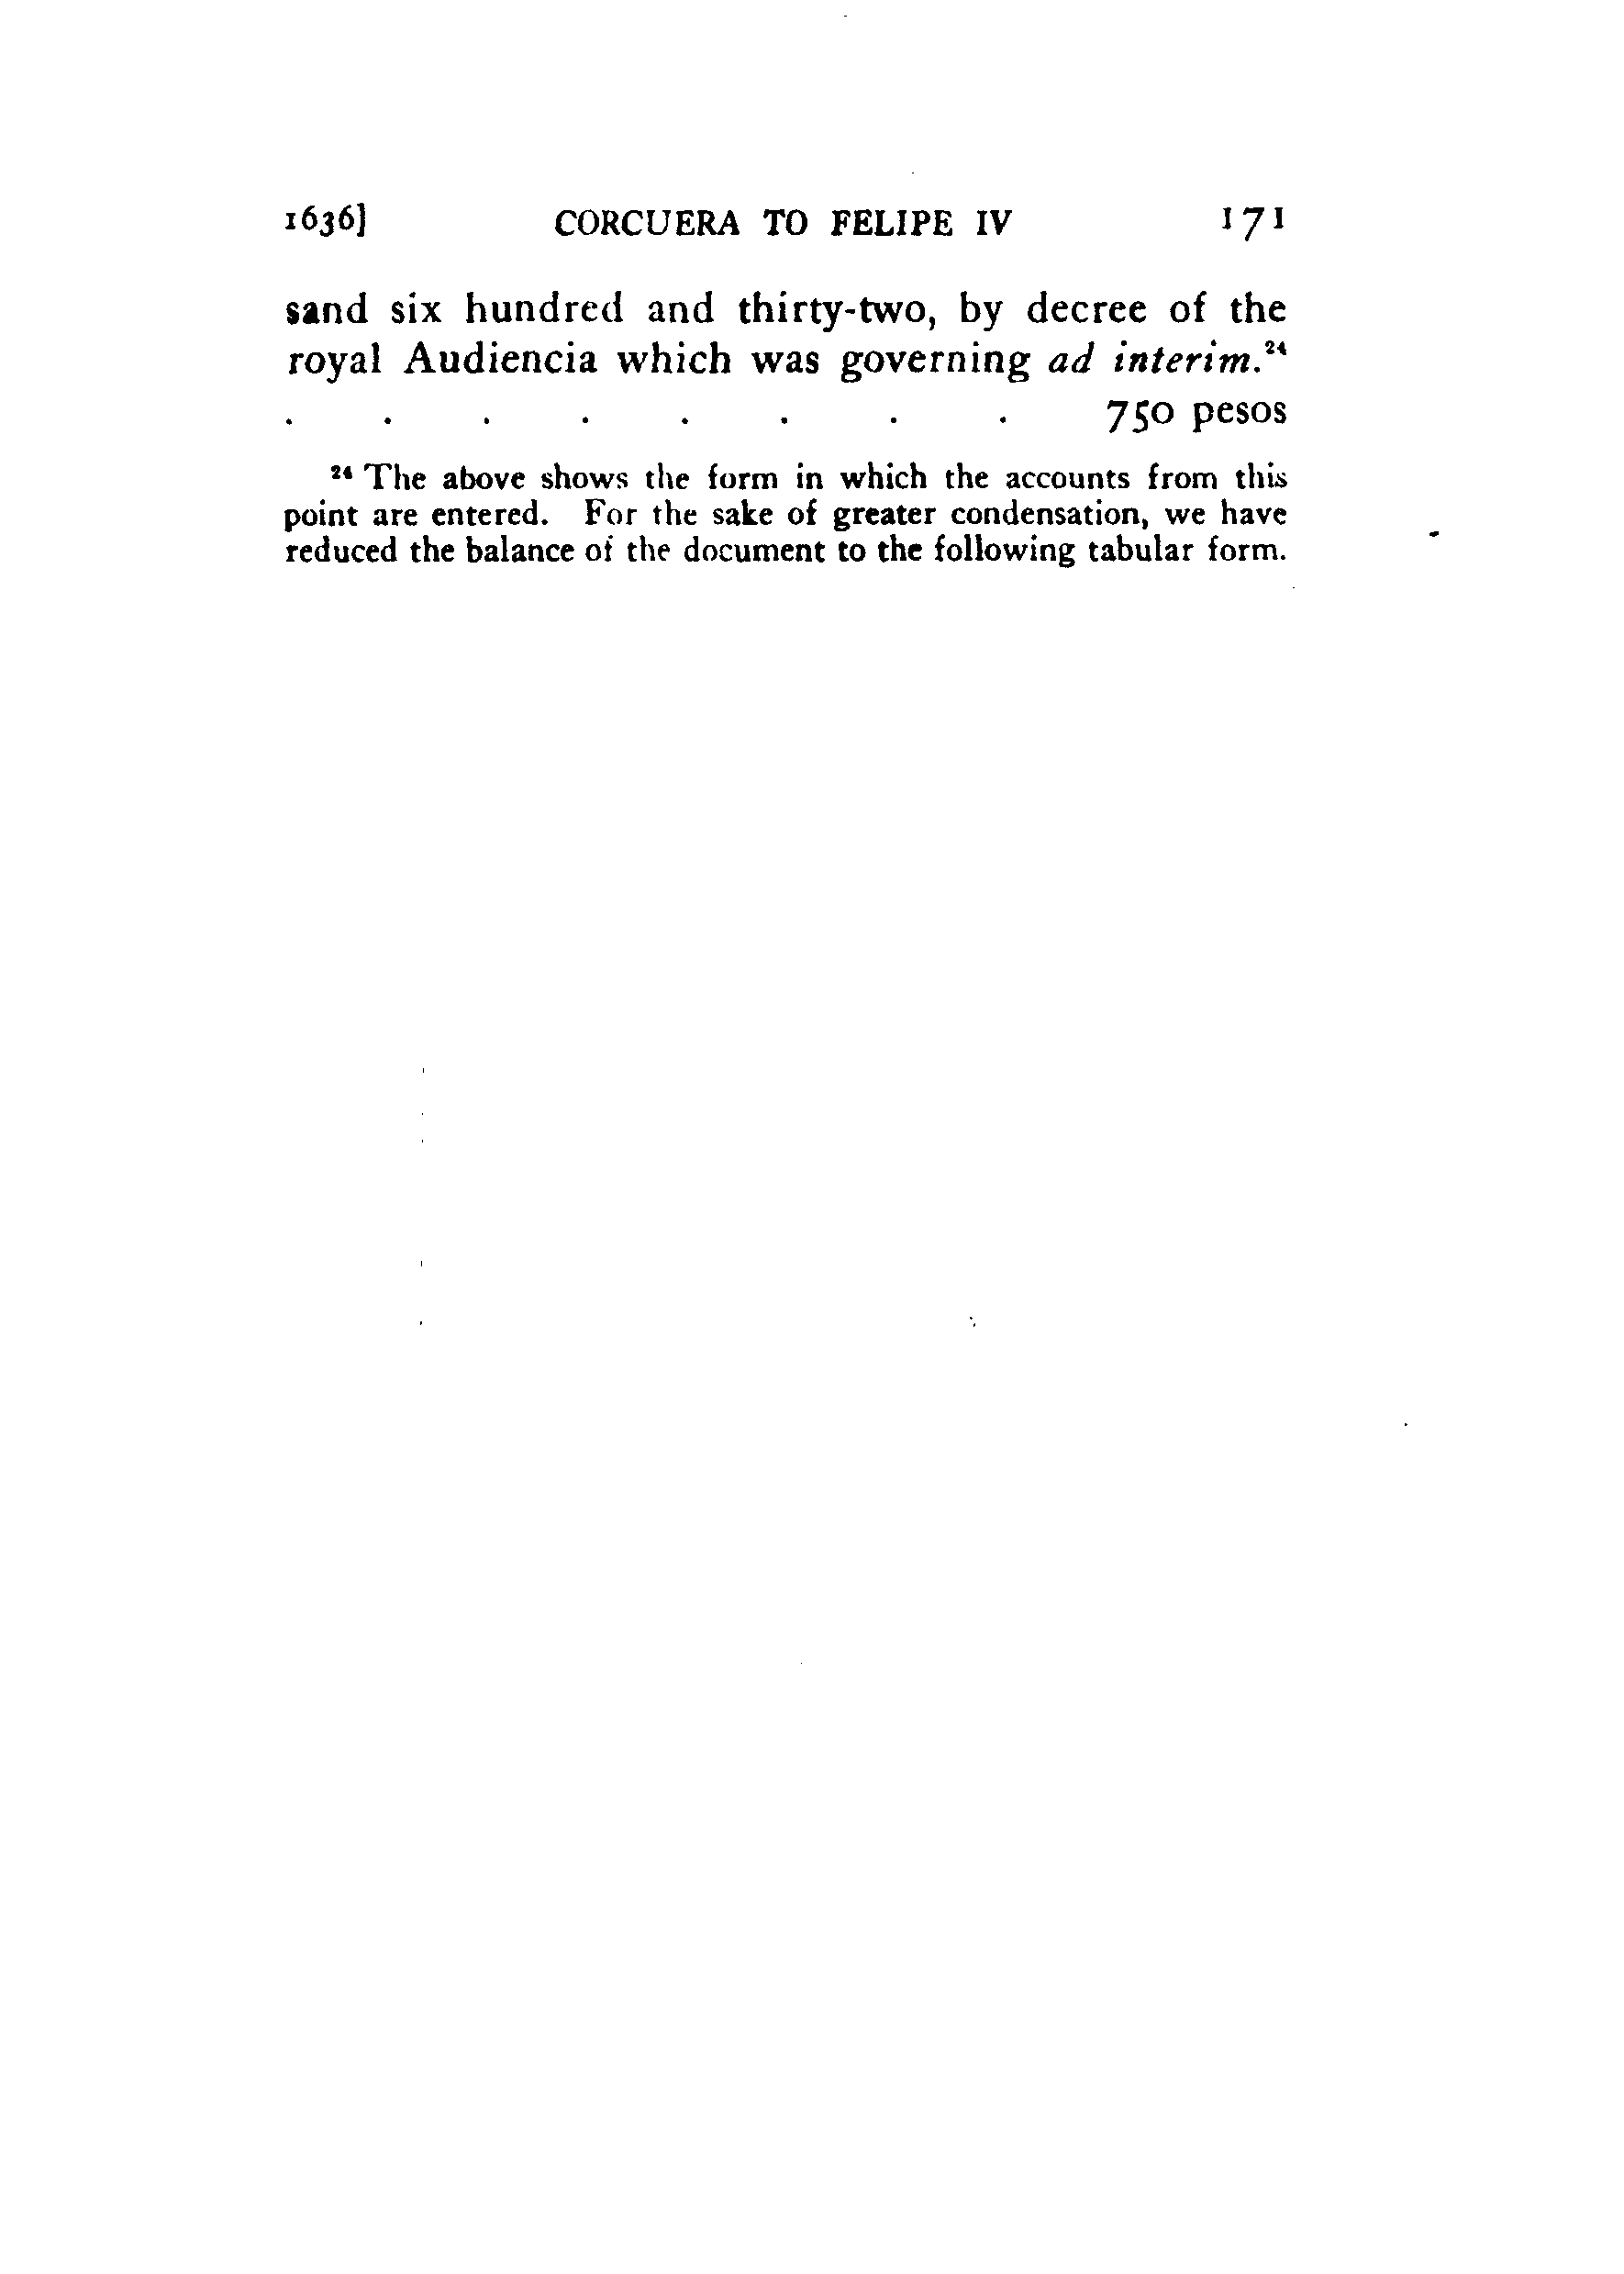 1636] CORCUERA TO FELIPE IV 171
sand six hundred and thirty-two, by decree of the
royal Audiencia which was governing ad interim.²⁴
. . . . . . . . 750 pesos
²⁴ The above shows the form in which the accounts from this
point are entered. For the sake of greater condensation, we have
reduced the balance of the document to the following tabular form.